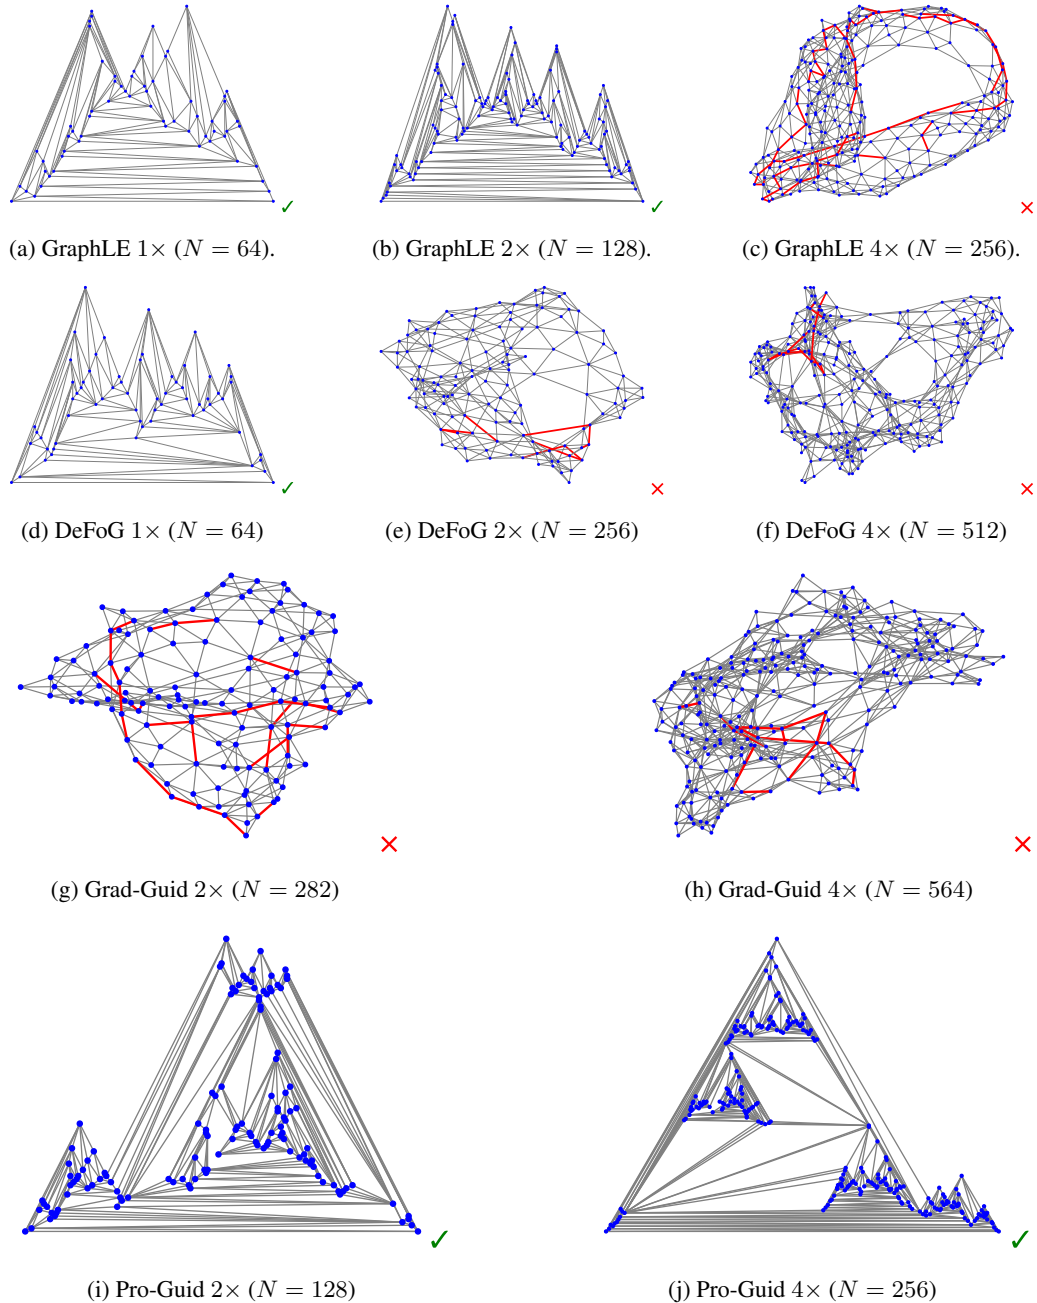 ✓
✓
×
(a) GraphLE 1× (N = 64).
(b) GraphLE 2× (N = 128).
(c) GraphLE 4× (N = 256).
✓
×
×
(d) DeFoG 1× (N = 64)
(e) DeFoG 2× (N = 256)
(f) DeFoG 4× (N = 512)
×
×
(g) Grad-Guid 2× (N = 282)
(h) Grad-Guid 4× (N = 564)
✓
✓
(i) Pro-Guid 2× (N = 128)
(j) Pro-Guid 4× (N = 256)